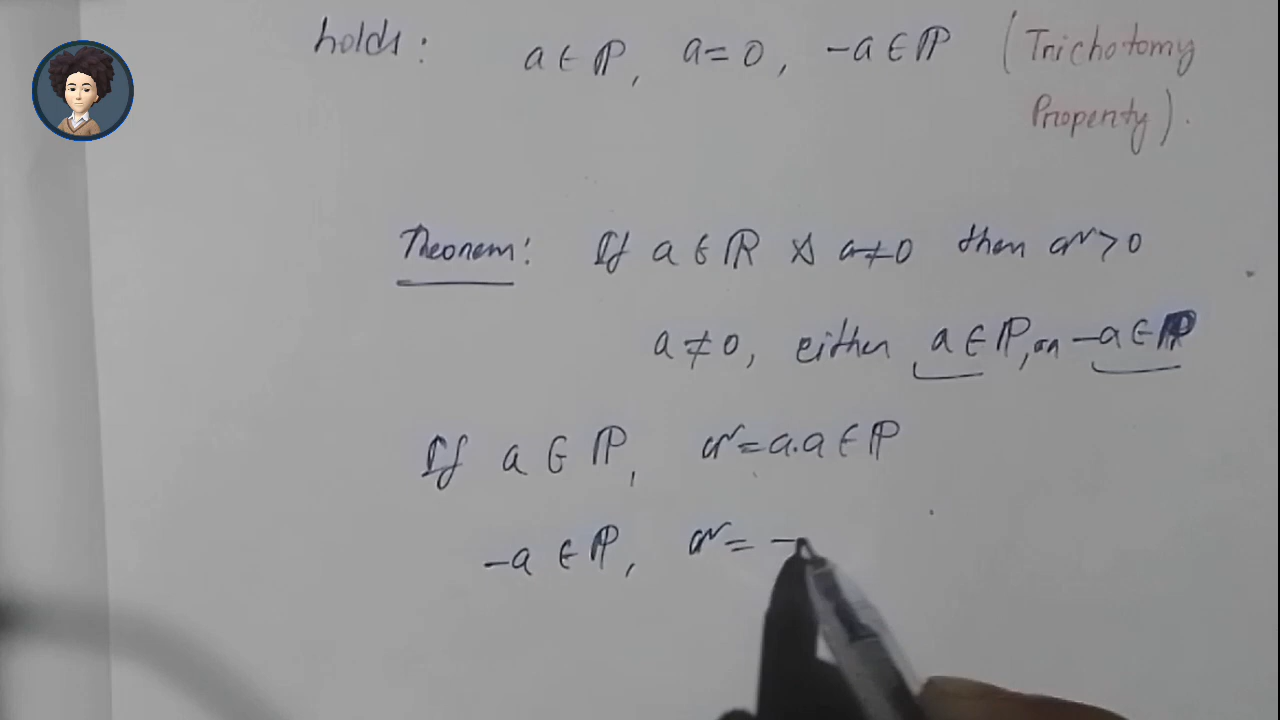 holds: a ∈ ℙ, a = 0, -a ∈ ℙ (Trichotomy
Property).
Theorem: If a ∈ ℝ & a ≠ 0 then a² > 0
a ≠ 0, either a ∈ ℙ, or -a ∈ ℙ
If a ∈ ℙ, a² = a.a ∈ ℙ
-a ∈ ℙ, a² = -